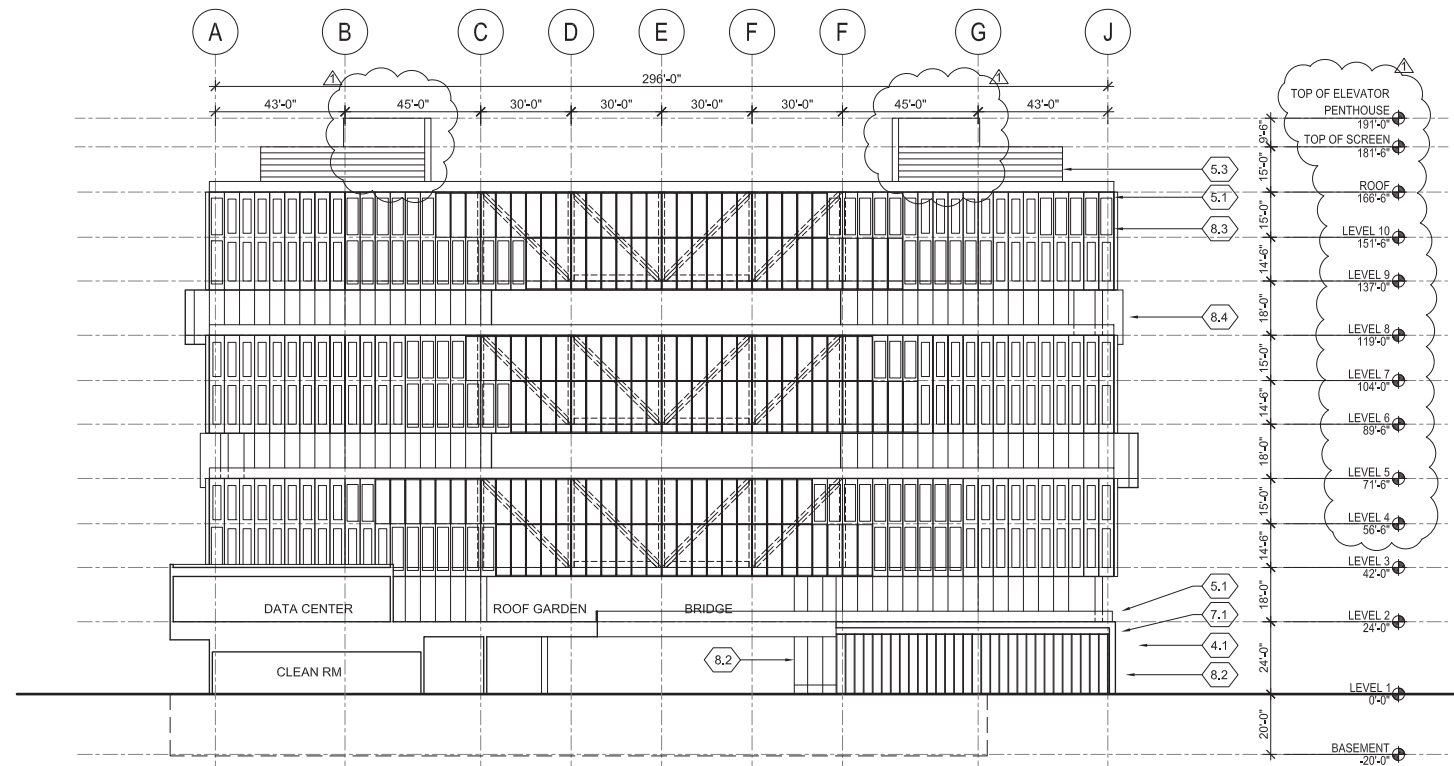 A B C D E F F G J
1 296'-0" 1 1
43'-0" 45'-0" 30'-0" 30'-0" 30'-0" 30'-0" 45'-0" 43'-0"
TOP OF ELEVATOR
PENTHOUSE
191'-0"
9'-6"
TOP OF SCREEN
181'-6"
15'-0"
5.3
ROOF
166'-6"
5.1
15'-0"
8.3
LEVEL 10
151'-6"
14'-6"
LEVEL 9
137'-0"
18'-0"
8.4
LEVEL 8
119'-0"
15'-0"
LEVEL 7
104'-0"
14'-6"
LEVEL 6
89'-6"
18'-0"
LEVEL 5
71'-6"
15'-0"
LEVEL 4
56'-6"
14'-6"
LEVEL 3
42'-0"
5.1
18'-0"
DATA CENTER ROOF GARDEN BRIDGE
7.1
LEVEL 2
24'-0"
4.1
24'-0"
8.2
CLEAN RM
8.2
LEVEL 1
0'-0"
20'-0"
BASEMENT
-20'-0"